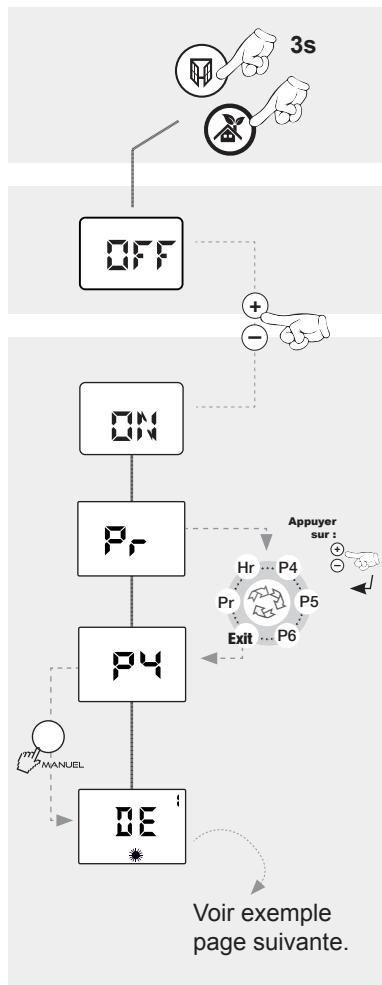 3s
OFF
+
−
ON
Pr
Appuyer
sur :
+
−
Hr P4
Pr P5
Exit P6
P4
MANUEL
DE 1
Voir exemple
page suivante.